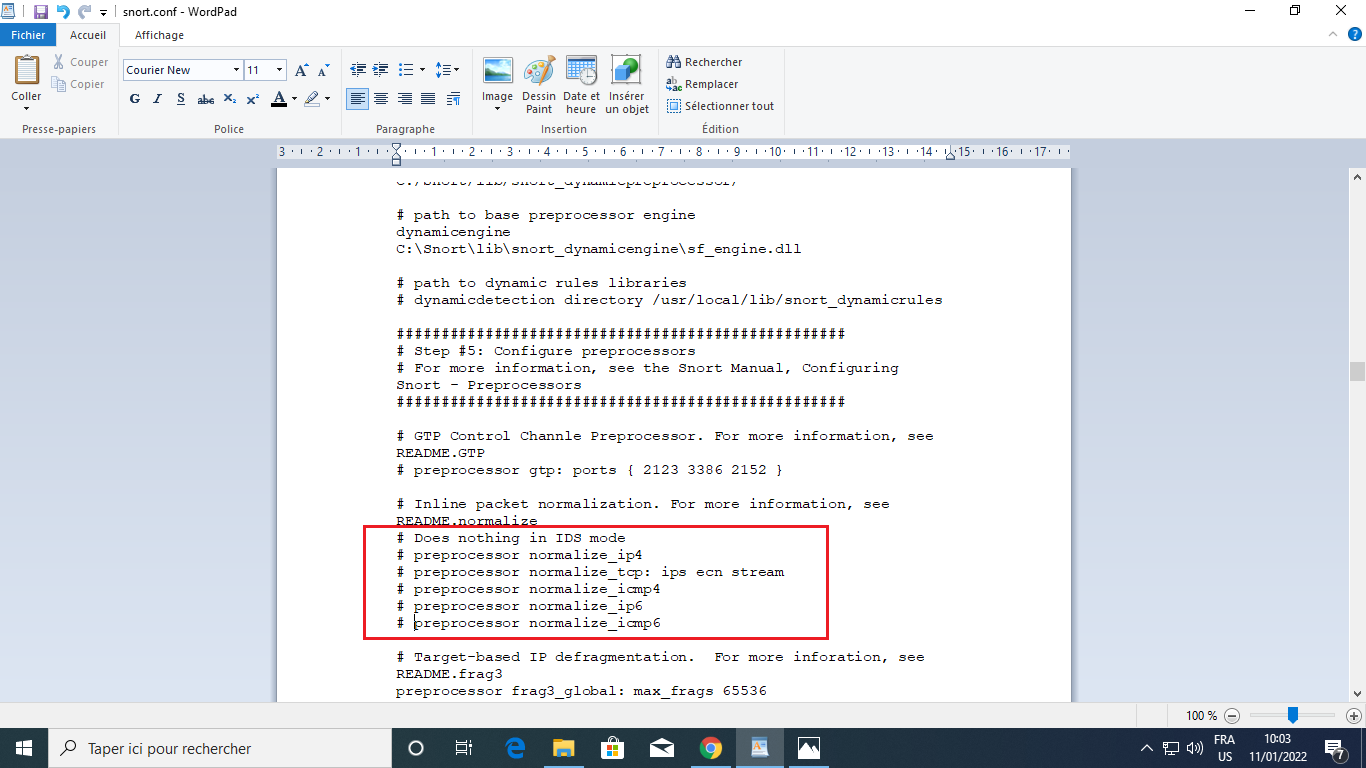 snort.conf - WordPad
Fichier Accueil Affichage
Coller
Couper
Copier
Presse-papiers
Courier New 11
G I S abc X₂ X² A
Police
Paragraphe
Image
Dessin Paint
Date et heure
Insérer un objet
Insertion
Rechercher
Remplacer
Sélectionner tout
Édition
3 2 1 1 2 3 4 5 6 7 8 9 10 11 12 13 14 15 16 17
C:/Snort/lib/snort_dynamicpreprocessor/
# path to base preprocessor engine
dynamicengine
C:\Snort\lib\snort_dynamicengine\sf_engine.dll
# path to dynamic rules libraries
# dynamicdetection directory /usr/local/lib/snort_dynamicrules
###################################################
# Step #5: Configure preprocessors
# For more information, see the Snort Manual, Configuring
Snort - Preprocessors
###################################################
# GTP Control Channle Preprocessor. For more information, see
README.GTP
# preprocessor gtp: ports { 2123 3386 2152 }
# Inline packet normalization. For more information, see
README.normalize
# Does nothing in IDS mode
# preprocessor normalize_ip4
# preprocessor normalize_tcp: ips ecn stream
# preprocessor normalize_icmp4
# preprocessor normalize_ip6
# preprocessor normalize_icmp6
# Target-based IP defragmentation.  For more inforation, see
README.frag3
preprocessor frag3_global: max_frags 65536
100 %
Taper ici pour rechercher
FRA
US
10:03
11/01/2022
7